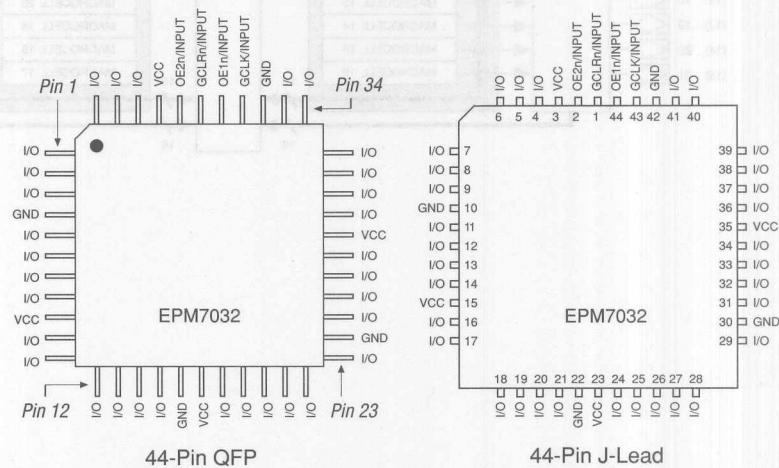 I/O I/O I/O VCC OE2n/INPUT GCLRn/INPUT OE1n/INPUT GCLK/INPUT GND I/O I/O
Pin 1
Pin 34
I/O
I/O
I/O
GND
I/O
I/O
I/O
I/O
VCC
I/O
I/O
I/O
I/O
I/O
I/O
VCC
I/O
I/O
I/O
I/O
GND
I/O
EPM7032
Pin 12
Pin 23
I/O I/O I/O I/O GND VCC I/O I/O I/O I/O I/O
44-Pin QFP
I/O I/O I/O VCC OE2n/INPUT GCLRn/INPUT OE1n/INPUT GCLK/INPUT GND I/O I/O
6 5 4 3 2 1 44 43 42 41 40
I/O 7
I/O 8
I/O 9
GND 10
I/O 11
I/O 12
I/O 13
I/O 14
VCC 15
I/O 16
I/O 17
39 I/O
38 I/O
37 I/O
36 I/O
35 VCC
34 I/O
33 I/O
32 I/O
31 I/O
30 GND
29 I/O
EPM7032
18 19 20 21 22 23 24 25 26 27 28
I/O I/O I/O I/O GND VCC I/O I/O I/O I/O I/O
44-Pin J-Lead